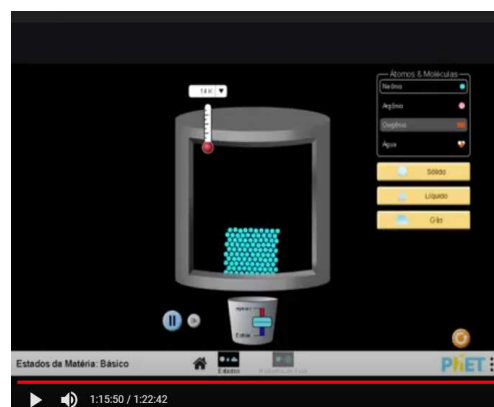 14 K
Átomos & Moléculas
Neônio
Argônio
Oxigênio
Água
Sólido
Líquido
Gás
Estados da Matéria: Básico
Estados
PhET
1:15:50 / 1:22:42